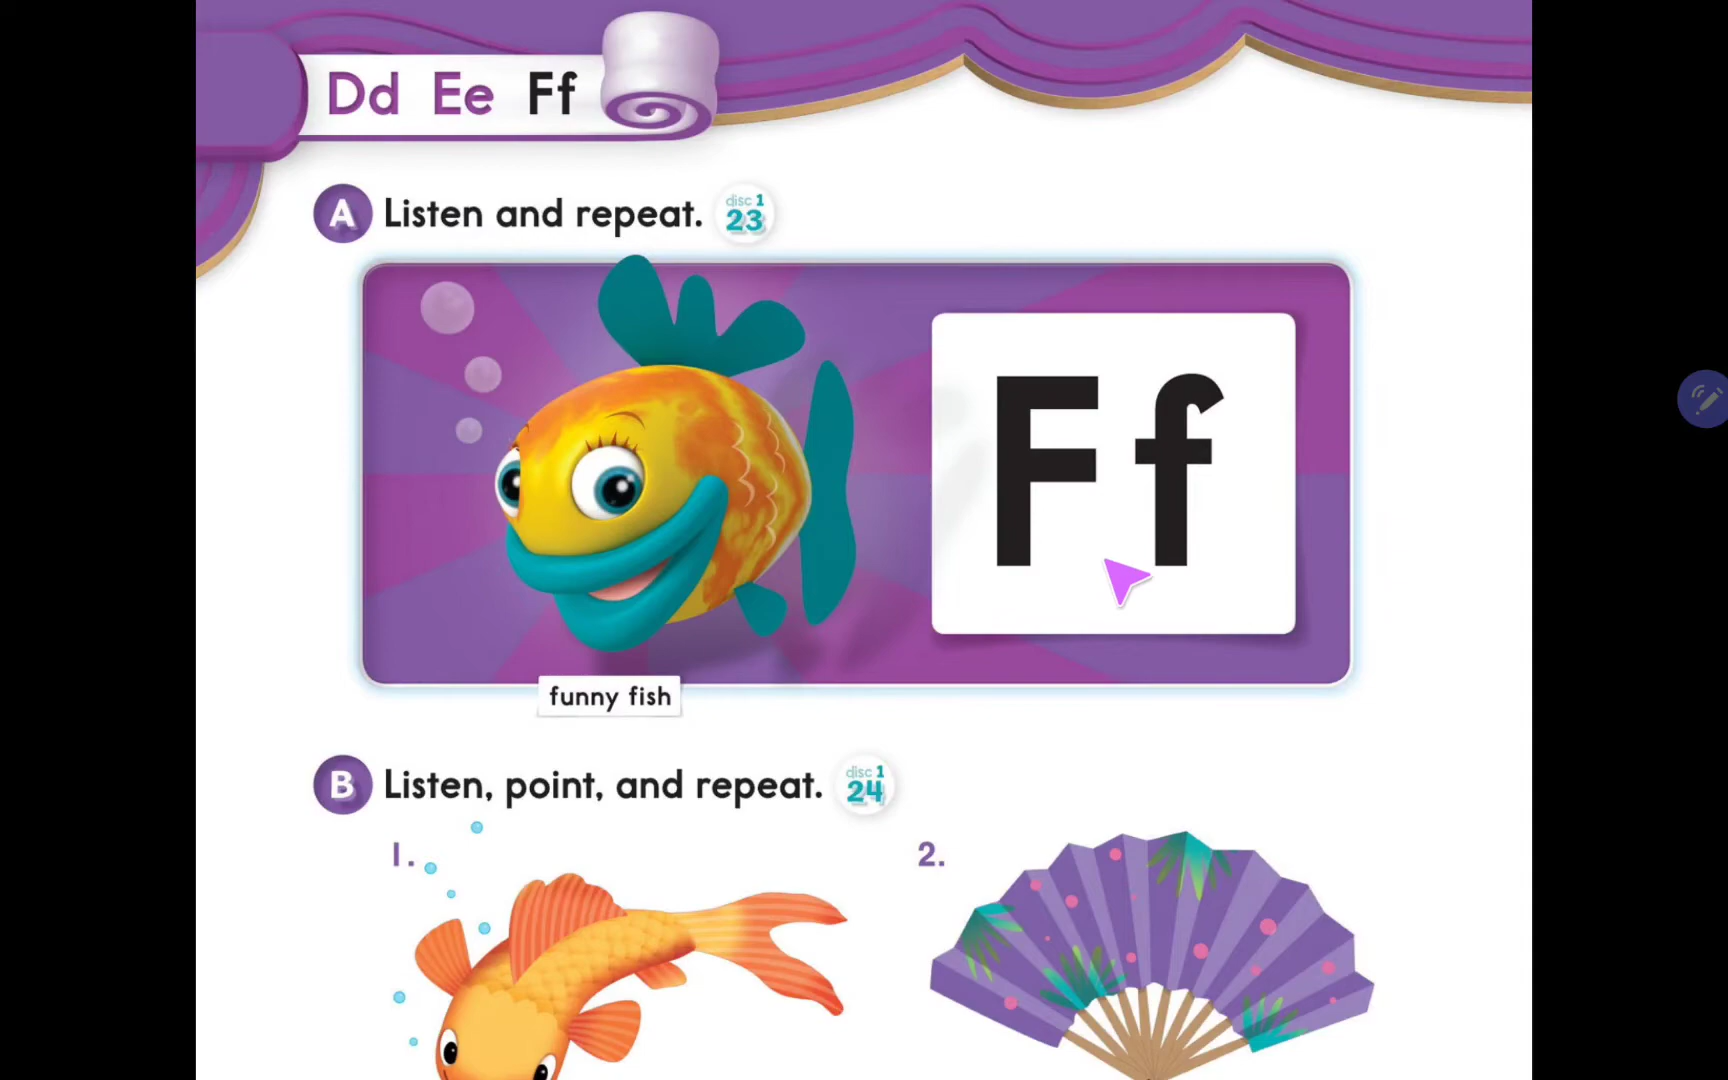 Dd Ee Ff
A Listen and repeat. disc 1 23
Ff
funny fish
B Listen, point, and repeat. disc 1 24
1. 2.